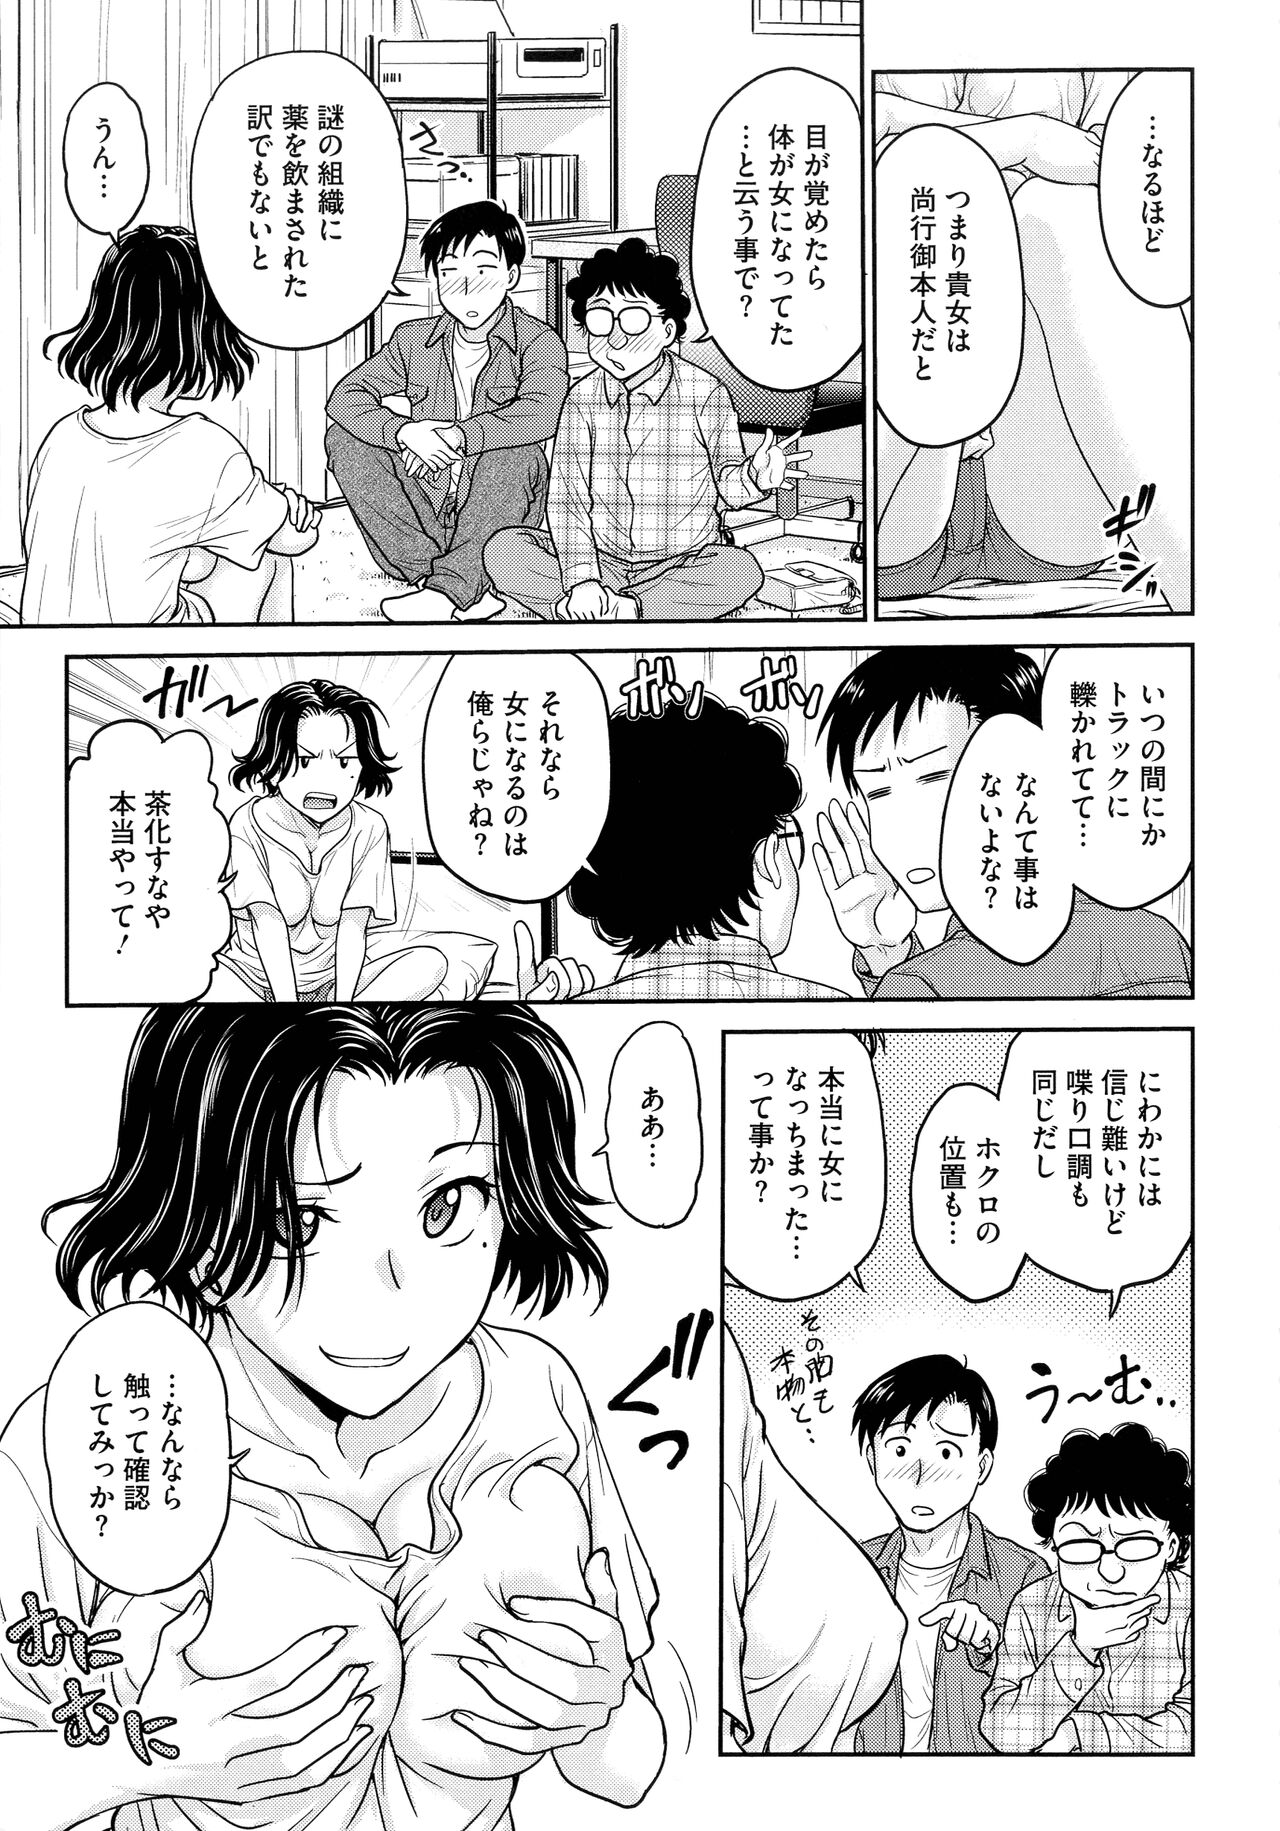 …なるほど
つまり貴女は
尚行御本人だと
ギ
シ゛
目が覚めたら
体が女になってた
…と云う事で?
さっ…
謎の組織に
薬を飲まされた
訳でもないと
うん…
いつの間にか
トラックに
轢かれてて…
なんて事は
ないよな?
ボソ
ボソ
それなら
女になるのは
俺らじゃね?
ガー
茶化すなや
本当やって!
にわかには
信じ難いけど
喋り口調も
同じだし
ホクロの
位置も…
う〜む‥
本当に女に
なっちまった…
って事か?
その胸も
本物と…
ああ…
ぐっ
…なんなら
触って確認
してみっか?
むに
むに